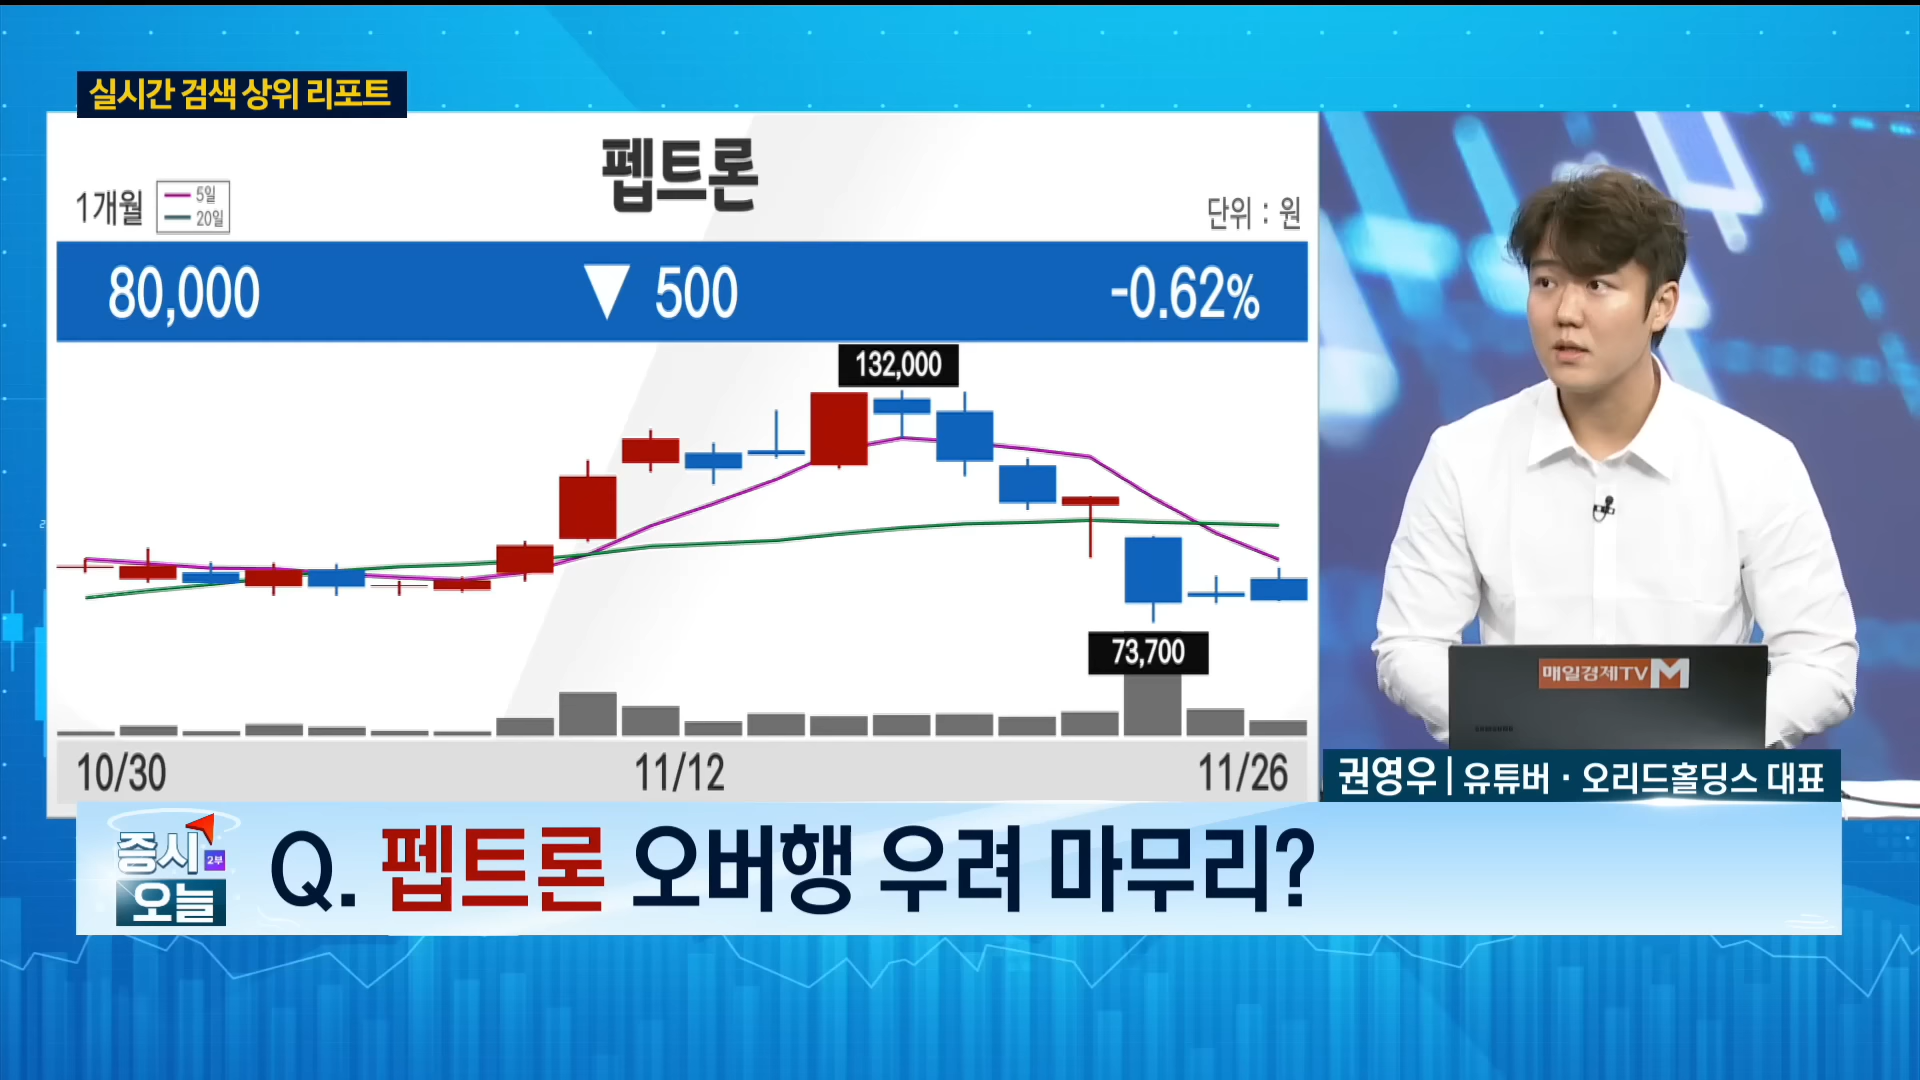 실시간 검색 상위 리포트
펩트론
1개월
5일
20일
단위 : 원
80,000 ▼ 500 -0.62%
132,000
73,700
10/30 11/12 11/26
매일경제TV M
SAMSUNG
권영우 | 유튜버 · 오리드홀딩스 대표
증시 2부
오늘
Q. 펩트론 오버행 우려 마무리?